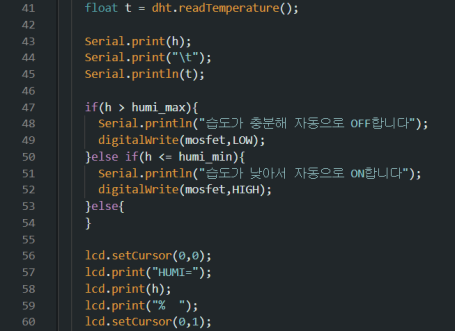 41 float t = dht.readTemperature();
42
43 Serial.print(h);
44 Serial.print("\t");
45 Serial.println(t);
46
47 if(h > humi_max){
48 Serial.println("습도가 충분해 자동으로 OFF합니다");
49 digitalWrite(mosfet,LOW);
50 }else if(h <= humi_min){
51 Serial.println("습도가 낮아서 자동으로 ON합니다");
52 digitalWrite(mosfet,HIGH);
53 }else{
54 }
55
56 lcd.setCursor(0,0);
57 lcd.print("HUMI=");
58 lcd.print(h);
59 lcd.print("%  ");
60 lcd.setCursor(0,1);